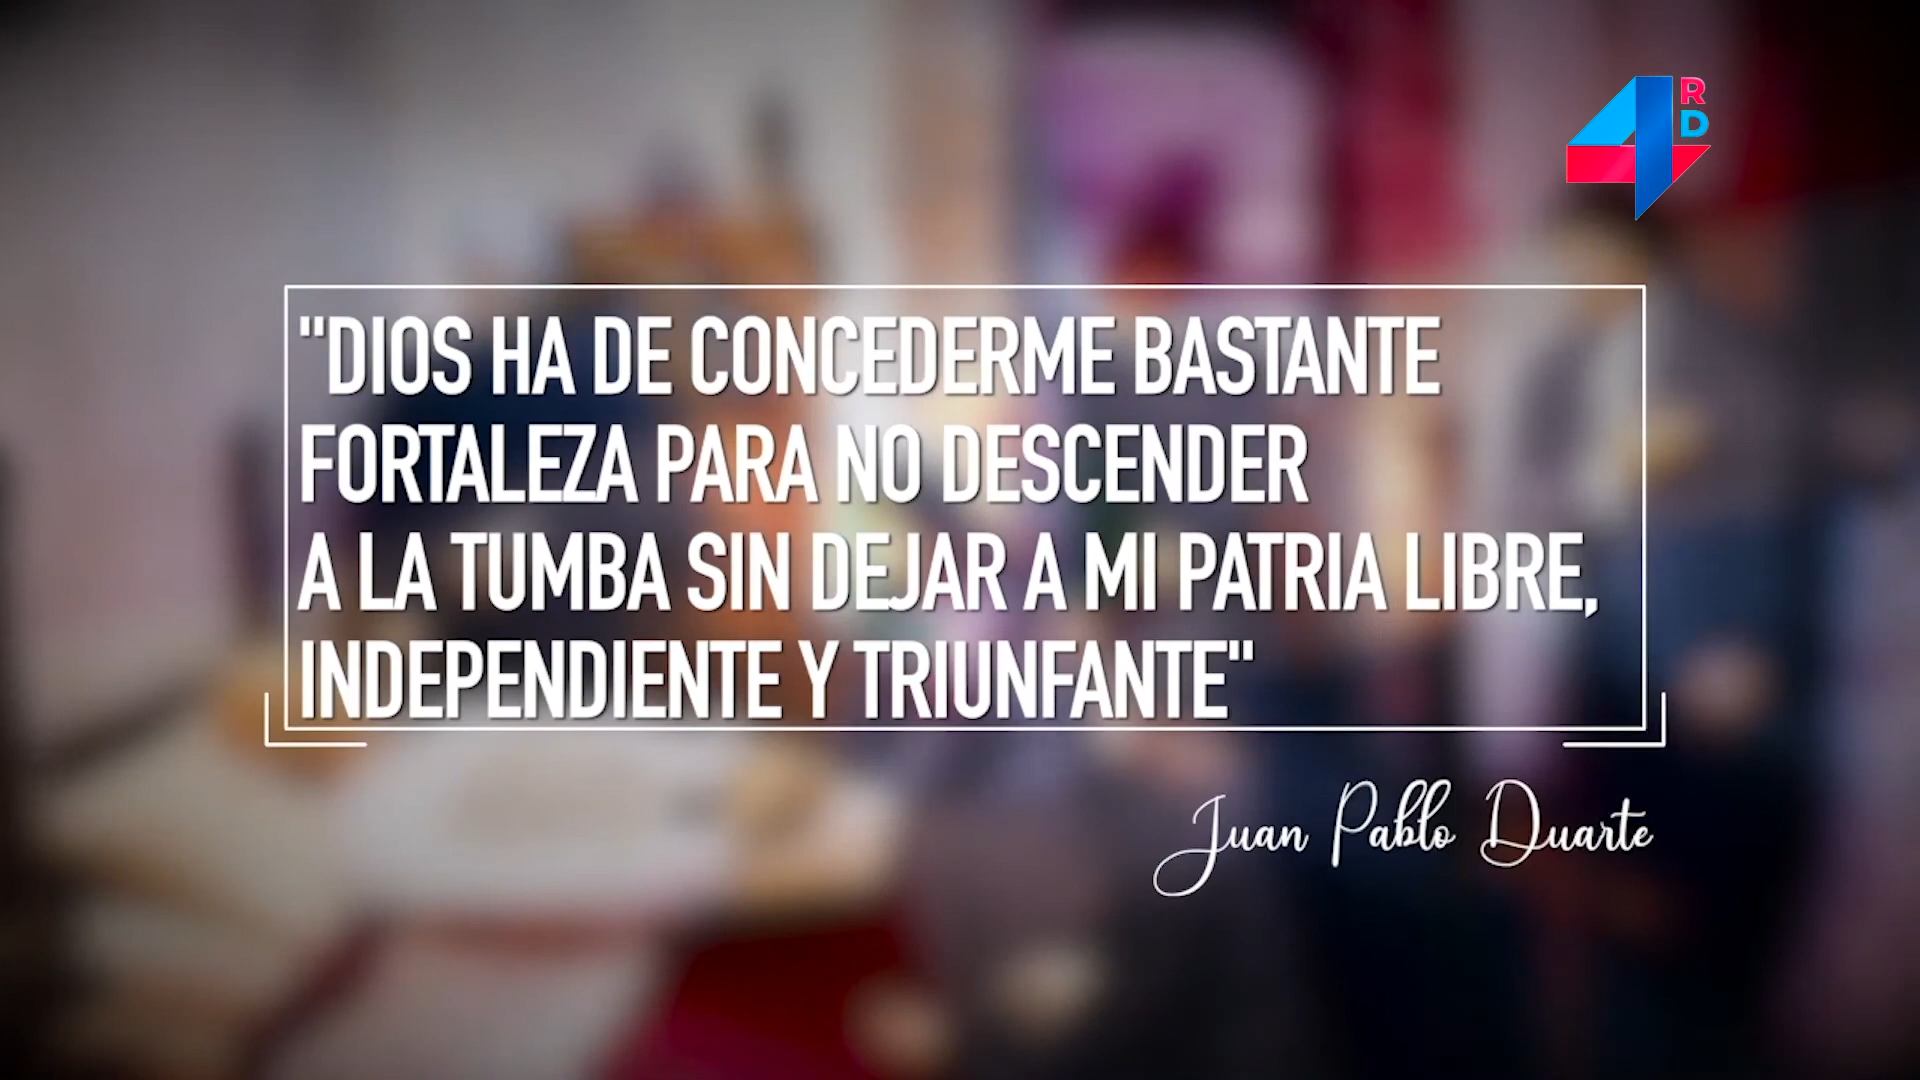 4
R
D
"DIOS HA DE CONCEDERME BASTANTE
FORTALEZA PARA NO DESCENDER
A LA TUMBA SIN DEJAR A MI PATRIA LIBRE,
INDEPENDIENTE Y TRIUNFANTE"
Juan Pablo Duarte